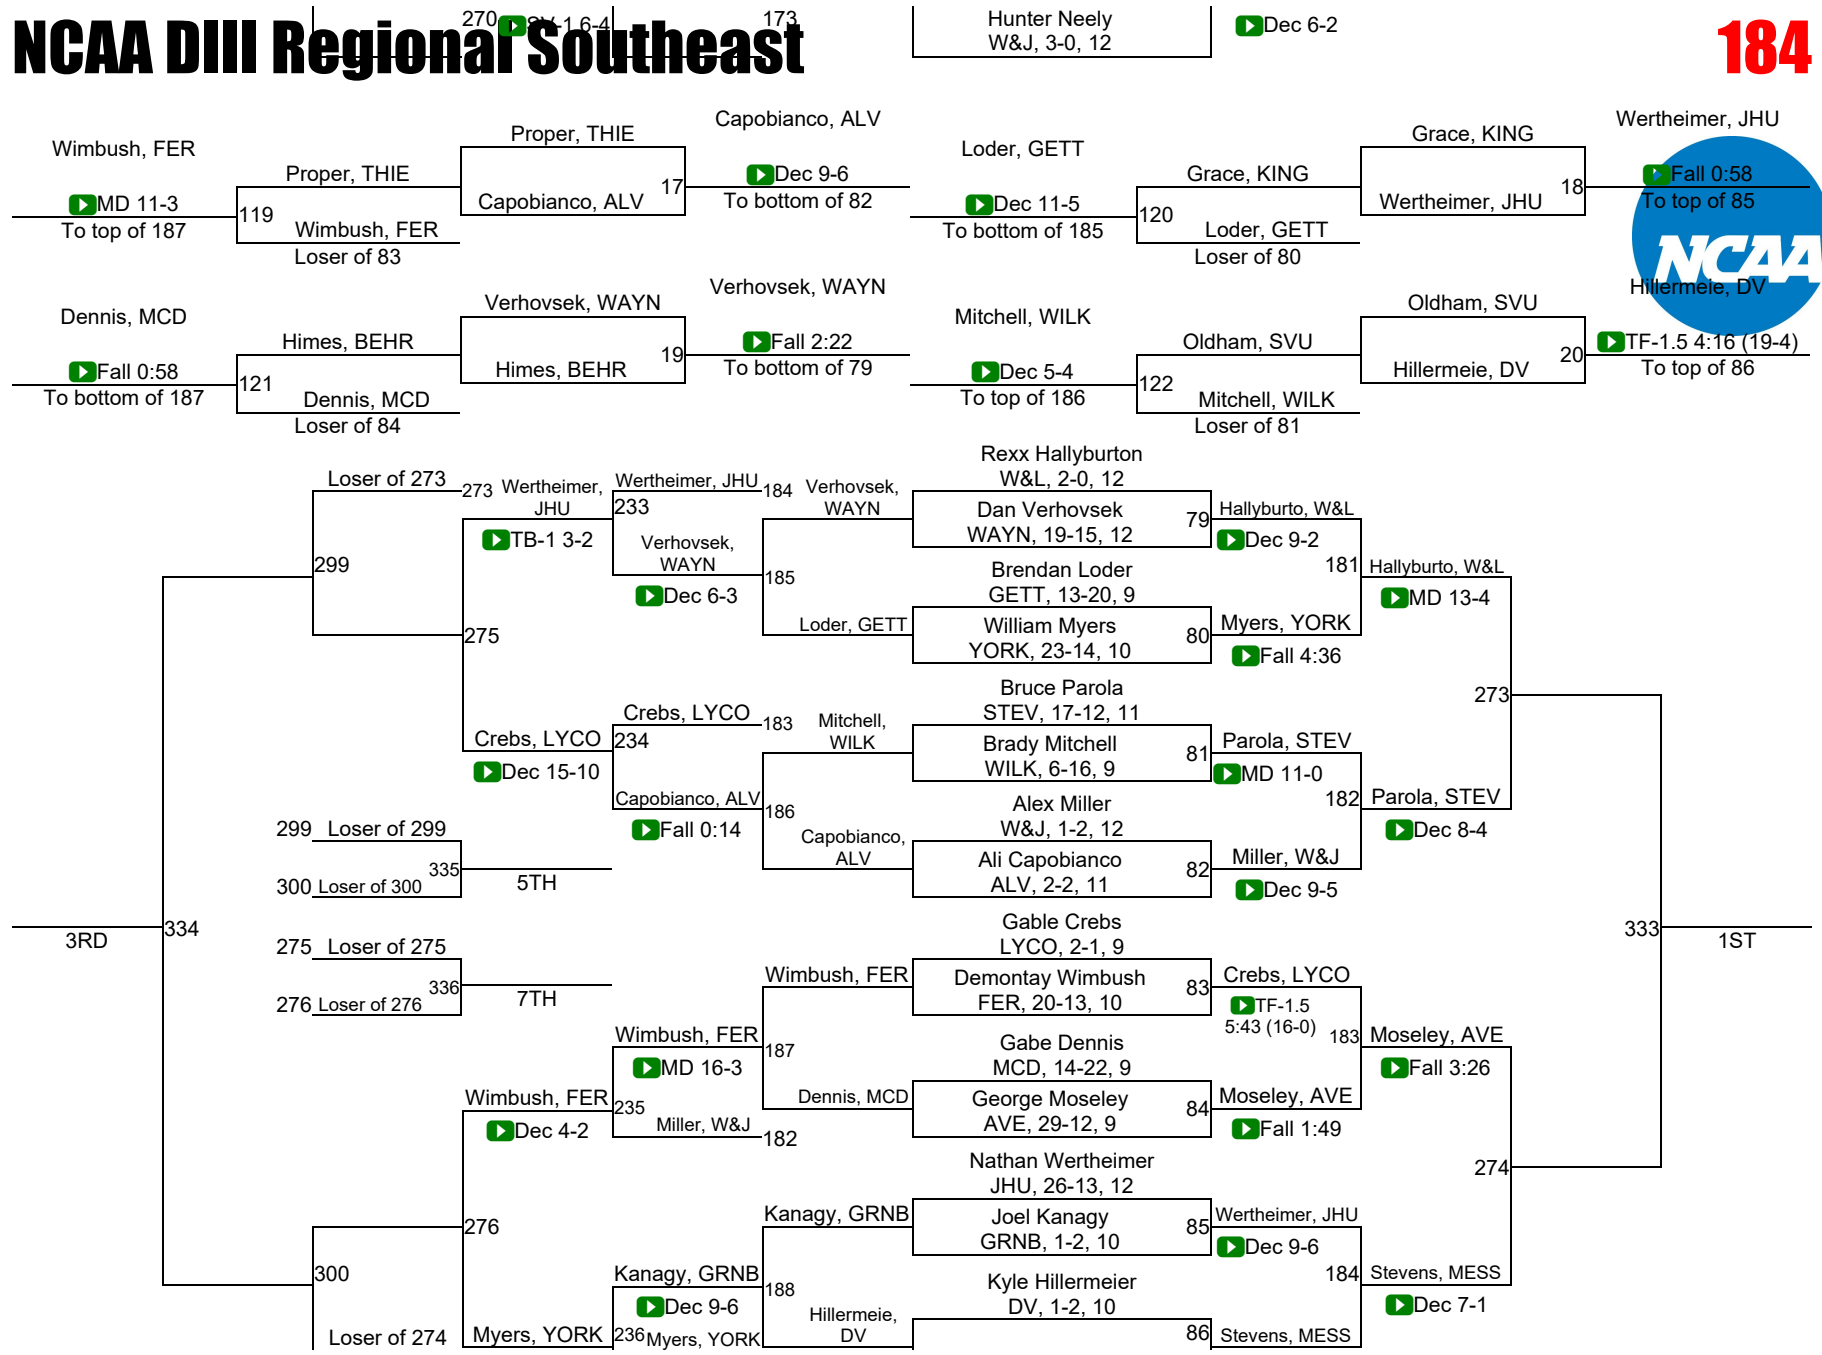 270
SV-1 6-4
173
Hunter Neely
W&J, 3-0, 12
Dec 6-2
NCAA DIII Regional Southeast
184
Wimbush, FER
MD 11-3
To top of 187
Proper, THIE
119
Wimbush, FER
Loser of 83
Proper, THIE
Capobianco, ALV
17
Capobianco, ALV
Dec 9-6
To bottom of 82
Loder, GETT
Dec 11-5
To bottom of 185
Grace, KING
120
Loder, GETT
Loser of 80
Grace, KING
Wertheimer, JHU
18
Wertheimer, JHU
Fall 0:58
To top of 85
NCAA
Dennis, MCD
Fall 0:58
To bottom of 187
Himes, BEHR
121
Dennis, MCD
Loser of 84
Verhovsek, WAYN
Himes, BEHR
19
Verhovsek, WAYN
Fall 2:22
To bottom of 79
Mitchell, WILK
Dec 5-4
To top of 186
Oldham, SVU
122
Mitchell, WILK
Loser of 81
Oldham, SVU
Hillermeie, DV
20
Hillermeie, DV
TF-1.5 4:16 (19-4)
To top of 86
Loser of 273
273
299
Wertheimer,
JHU
TB-1 3-2
Wertheimer, JHU
184
233
Verhovsek,
WAYN
Dec 6-3
Verhovsek,
WAYN
185
Loder, GETT
Rexx Hallyburton
W&L, 2-0, 12
Dan Verhovsek
WAYN, 19-15, 12
79
Hallyburto, W&L
Dec 9-2
Brendan Loder
GETT, 13-20, 9
William Myers
YORK, 23-14, 10
80
Myers, YORK
Fall 4:36
181
Hallyburto, W&L
MD 13-4
275
Crebs, LYCO
Dec 15-10
Crebs, LYCO
183
234
Capobianco, ALV
Fall 0:14
Mitchell,
WILK
186
Capobianco,
ALV
Bruce Parola
STEV, 17-12, 11
Brady Mitchell
WILK, 6-16, 9
81
Parola, STEV
MD 11-0
Alex Miller
W&J, 1-2, 12
Ali Capobianco
ALV, 2-2, 11
82
Miller, W&J
Dec 9-5
182
Parola, STEV
Dec 8-4
273
299
Loser of 299
335
300
Loser of 300
5TH
3RD
334
275
Loser of 275
336
276
Loser of 276
7TH
333
1ST
Gable Crebs
LYCO, 2-1, 9
Wimbush, FER
Demontay Wimbush
FER, 20-13, 10
83
Crebs, LYCO
TF-1.5
5:43 (16-0)
Wimbush, FER
MD 16-3
187
Dennis, MCD
Gabe Dennis
MCD, 14-22, 9
George Moseley
AVE, 29-12, 9
84
Moseley, AVE
Fall 1:49
183
Moseley, AVE
Fall 3:26
Wimbush, FER
Dec 4-2
235
Miller, W&J
182
274
276
Nathan Wertheimer
JHU, 26-13, 12
Kanagy, GRNB
Joel Kanagy
GRNB, 1-2, 10
85
Wertheimer, JHU
Dec 9-6
300
Kanagy, GRNB
Dec 9-6
188
Hillermeie,
DV
Kyle Hillermeier
DV, 1-2, 10
86
Stevens, MESS
184
Stevens, MESS
Dec 7-1
Loser of 274
Myers, YORK
236
Myers, YORK